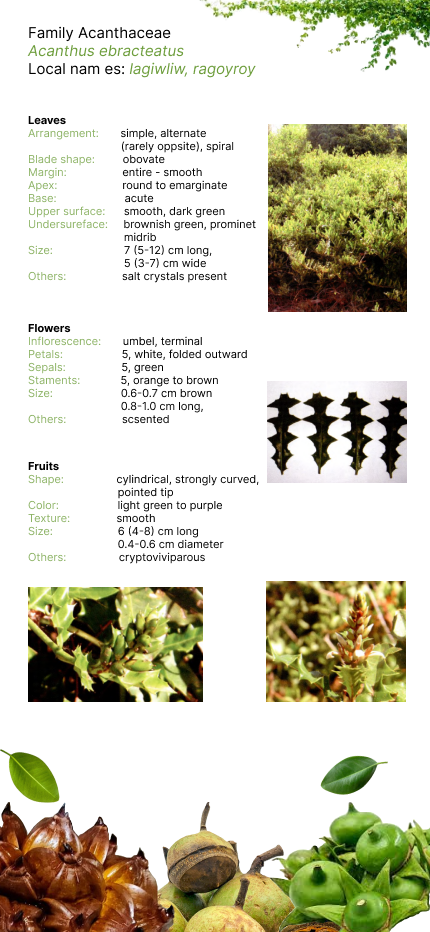 Family Acanthaceae
Acanthus ebracteatus
Local nam es: lagiwliw, ragoyroy
Leaves
Arrangement: simple, alternate
(rarely oppsite), spiral
Blade shape: obovate
Margin: entire - smooth
Apex: round to emarginate
Base: acute
Upper surface: smooth, dark green
Undersureface: brownish green, prominet
midrib
Size: 7 (5-12) cm long,
5 (3-7) cm wide
Others: salt crystals present
Flowers
Inflorescence: umbel, terminal
Petals: 5, white, folded outward
Sepals: 5, green
Staments: 5, orange to brown
Size: 0.6-0.7 cm brown
0.8-1.0 cm long,
Others: scsented
Fruits
Shape: cylindrical, strongly curved,
pointed tip
Color: light green to purple
Texture: smooth
Size: 6 (4-8) cm long
0.4-0.6 cm diameter
Others: cryptoviviparous